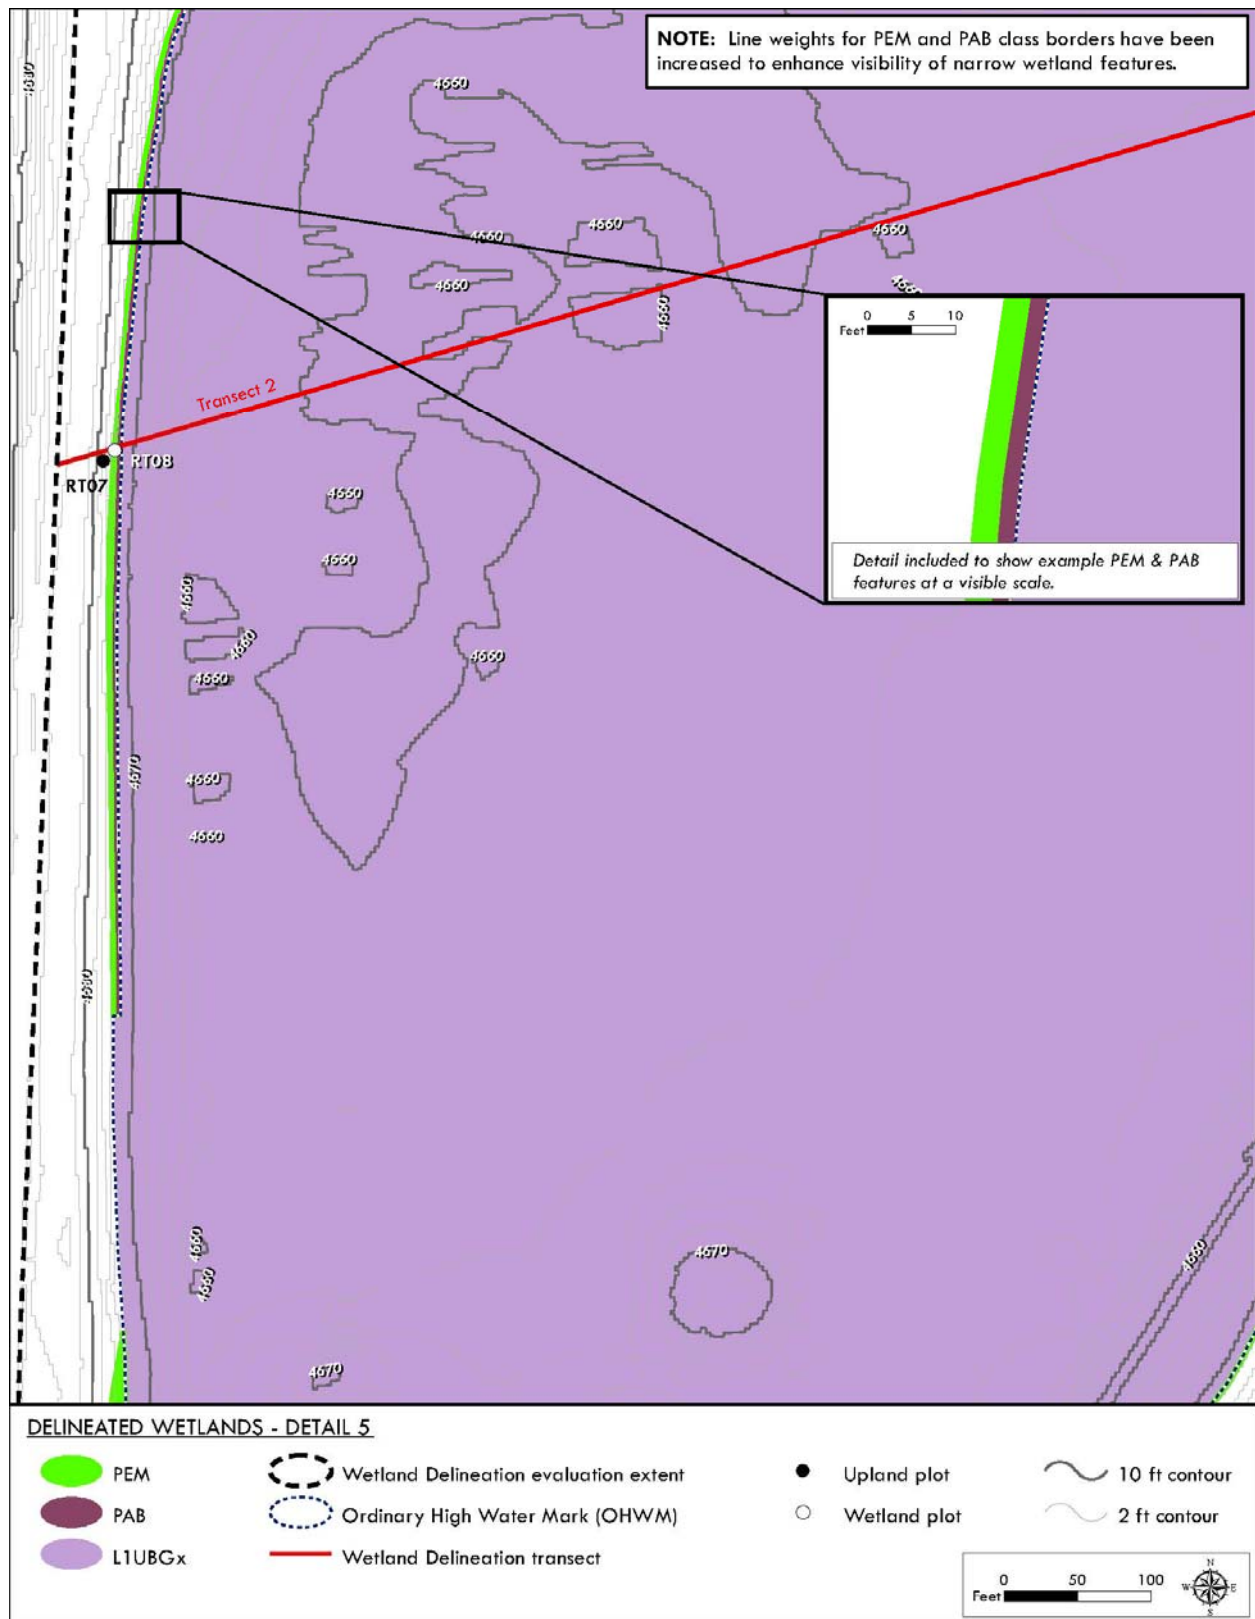 NOTE: Line weights for PEM and PAB class borders have been
increased to enhance visibility of narrow wetland features.
4680
4660
4660
4660
4660
4660
4660
4660
0 5 10
Feet
Transect 2
RT08
RT07
4660
4660
Detail included to show example PEM & PAB
features at a visible scale.
4660
4660
4660
4660
4670
4660
4660
4680
4660
4660
4670
4660
4670
DELINEATED WETLANDS - DETAIL 5
PEM
PAB
L1UBGx
Wetland Delineation evaluation extent
Ordinary High Water Mark (OHWM)
Wetland Delineation transect
Upland plot
Wetland plot
10 ft contour
2 ft contour
0 50 100
Feet
N
W E
S